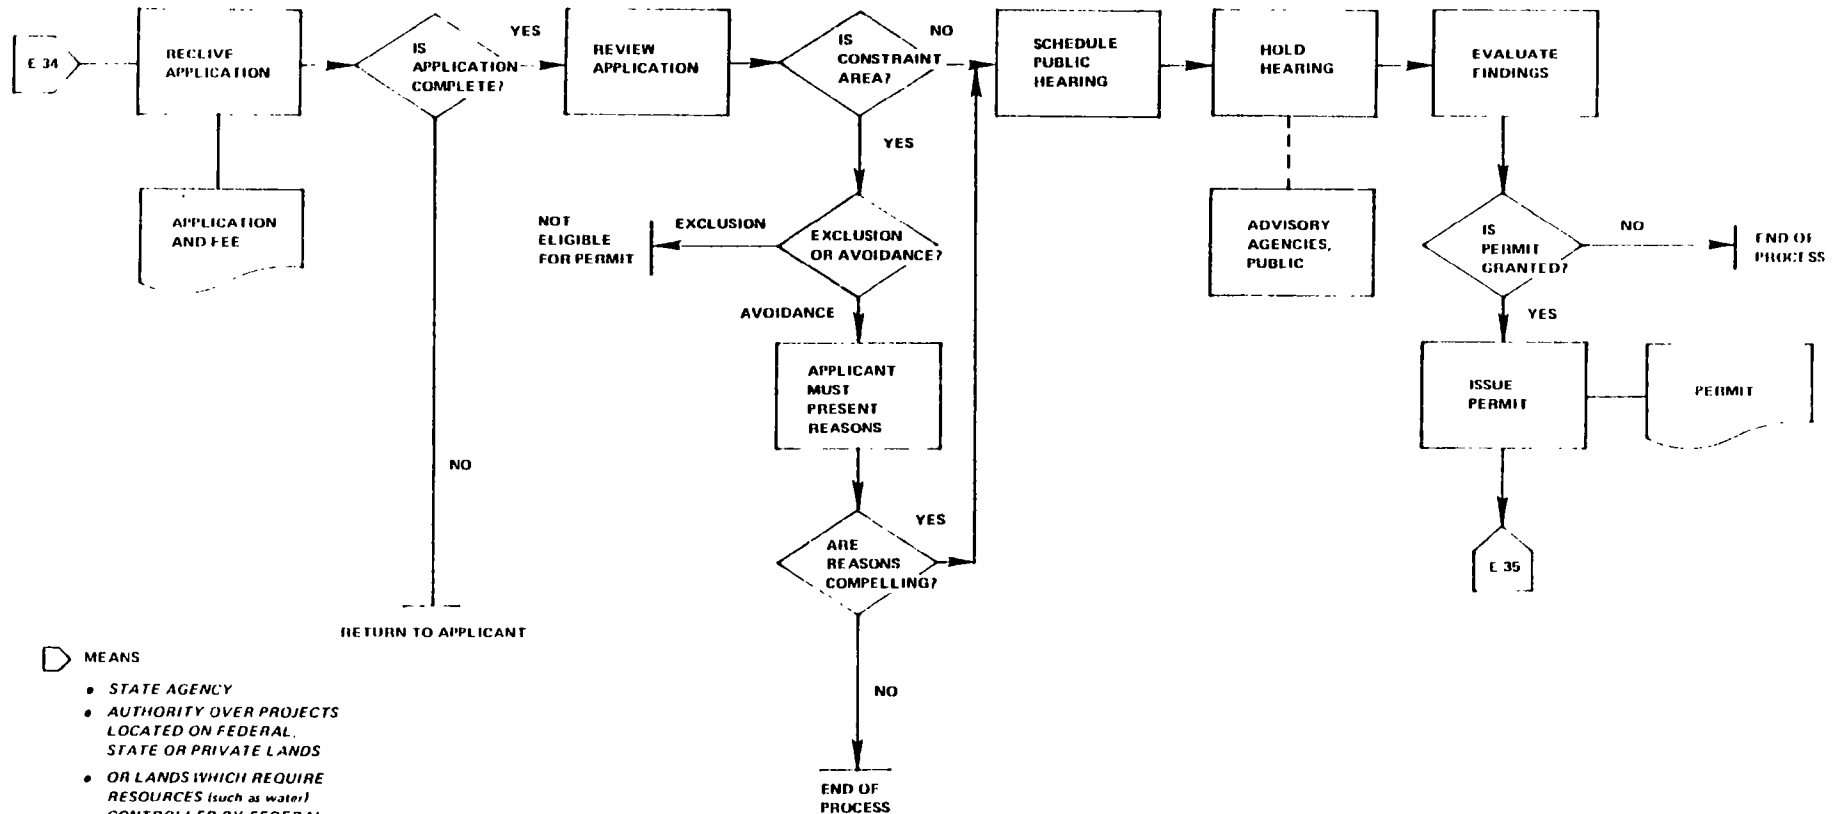 E 34
RECLIVE
APPLICATION
APPLICATION
AND FEE
IS
APPLICATION
COMPLETE?
YES
NO
RETURN TO APPLICANT
REVIEW
APPLICATION
IS
CONSTRAINT
AREA?
NO
YES
EXCLUSION
OR AVOIDANCE?
EXCLUSION
NOT
ELIGIBLE
FOR PERMIT
AVOIDANCE
APPLICANT
MUST
PRESENT
REASONS
ARE
REASONS
COMPELLING?
YES
NO
END OF
PROCESS
SCHEDULE
PUBLIC
HEARING
HOLD
HEARING
ADVISORY
AGENCIES,
PUBLIC
EVALUATE
FINDINGS
IS
PERMIT
GRANTED?
NO
END OF
PROCESS
YES
ISSUE
PERMIT
PERMIT
E 35
MEANS
• STATE AGENCY
• AUTHORITY OVER PROJECTS
LOCATED ON FEDERAL,
STATE OR PRIVATE LANDS
• OR LANDS WHICH REQUIRE
RESOURCES (such as water)
CONTROLLED BY FEDERAL